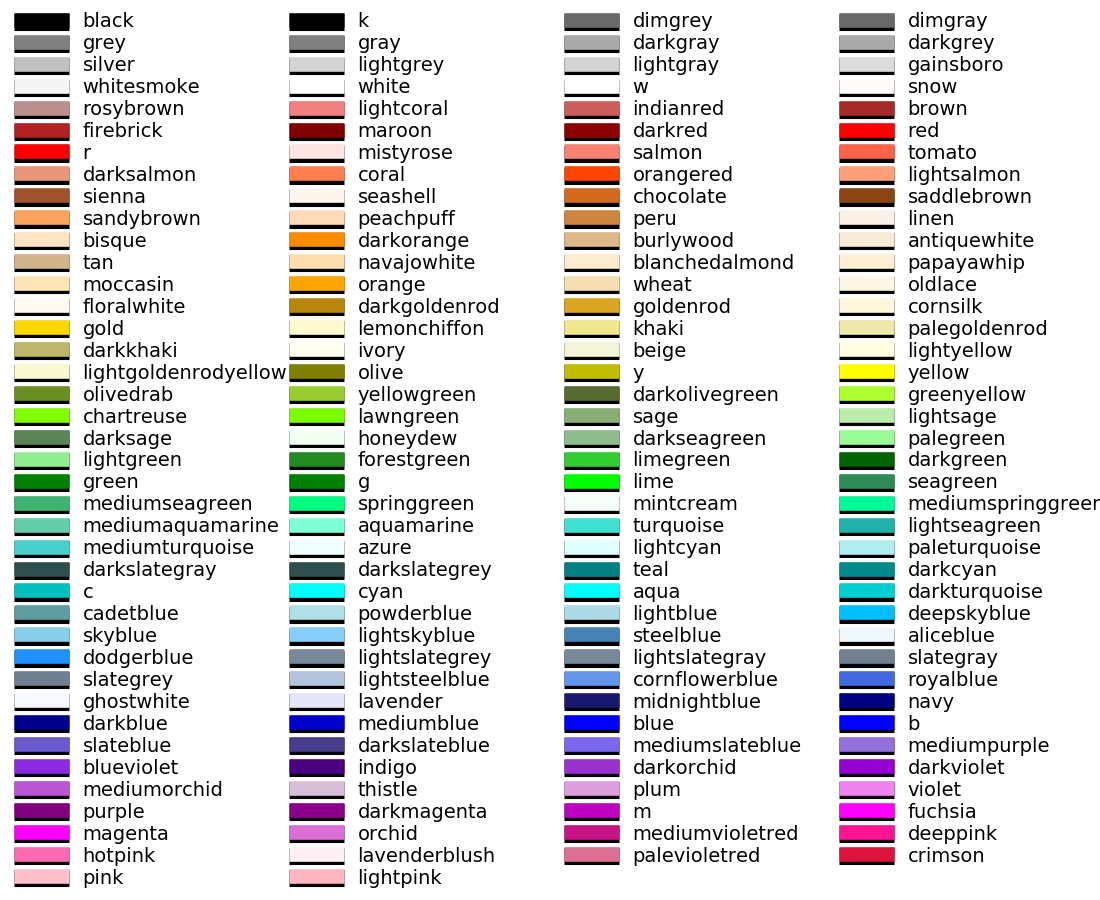 black k dimgrey dimgray
grey gray darkgray darkgrey
silver lightgrey lightgray gainsboro
whitesmoke white w snow
rosybrown lightcoral indianred brown
firebrick maroon darkred red
r mistyrose salmon tomato
darksalmon coral orangered lightsalmon
sienna seashell chocolate saddlebrown
sandybrown peachpuff peru linen
bisque darkorange burlywood antiquewhite
tan navajowhite blanchedalmond papayawhip
moccasin orange wheat oldlace
floralwhite darkgoldenrod goldenrod cornsilk
gold lemonchiffon khaki palegoldenrod
darkkhaki ivory beige lightyellow
lightgoldenrodyellow olive y yellow
olivedrab yellowgreen darkolivegreen greenyellow
chartreuse lawngreen sage lightsage
darksage honeydew darkseagreen palegreen
lightgreen forestgreen limegreen darkgreen
green g lime seagreen
mediumseagreen springgreen mintcream mediumspringgreen
mediumaquamarine aquamarine turquoise lightseagreen
mediumturquoise azure lightcyan paleturquoise
darkslategray darkslategrey teal darkcyan
c cyan aqua darkturquoise
cadetblue powderblue lightblue deepskyblue
skyblue lightskyblue steelblue aliceblue
dodgerblue lightslategrey lightslategray slategray
slategrey lightsteelblue cornflowerblue royalblue
ghostwhite lavender midnightblue navy
darkblue mediumblue blue b
slateblue darkslateblue mediumslateblue mediumpurple
blueviolet indigo darkorchid darkviolet
mediumorchid thistle plum violet
purple darkmagenta m fuchsia
magenta orchid mediumvioletred deeppink
hotpink lavenderblush palevioletred crimson
pink lightpink